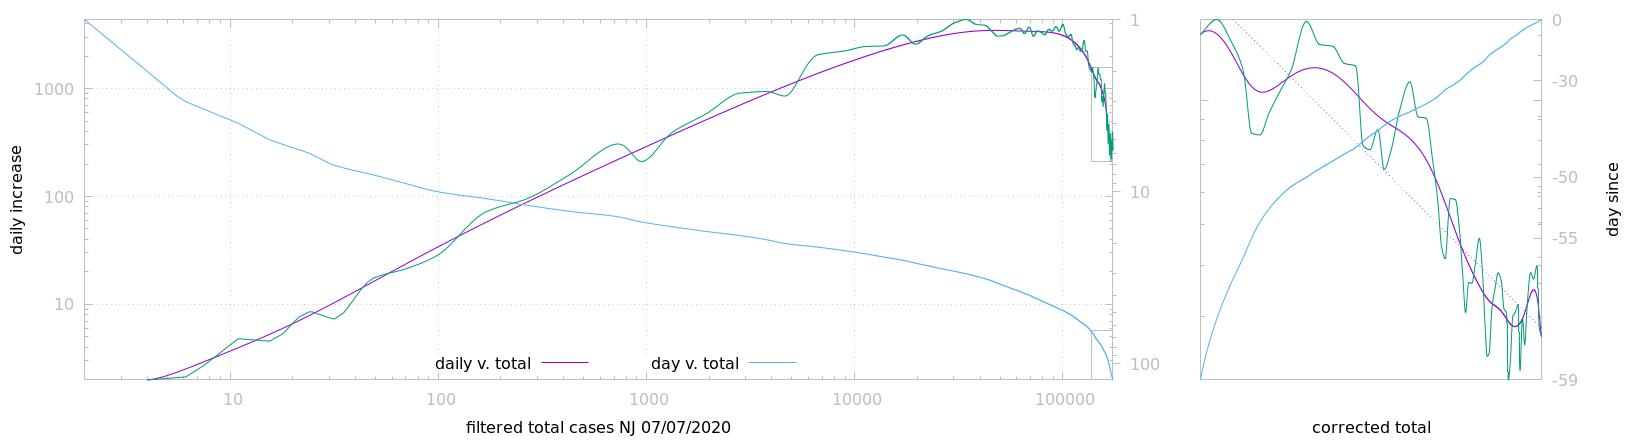 daily increase
1000
100
10
daily v. total
day v. total
10
100
1000
10000
100000
filtered total cases NJ 07/07/2020
1
10
100
0
-30
-50
-55
-59
day since
corrected total